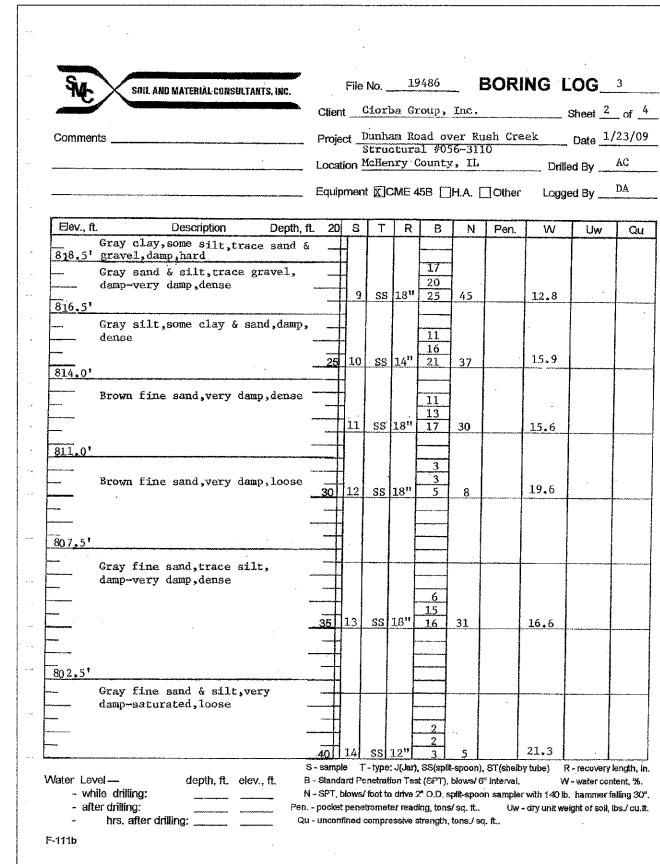 SMC SOIL AND MATERIAL CONSULTANTS, INC.
File No. 19486 BORING LOG 3
Client Ciorba Group, Inc. Sheet 2 of 4
Comments Project Dunham Road over Rush Creek Date 1/23/09
Structural #056-3110
Location McHenry County, IL Drilled By AC
Equipment [X]CME 45B [ ]H.A. [ ]Other Logged By DA
Elev., ft. Description Depth, ft. 20 S T R B N Pen. W Uw Qu
Gray clay,some silt,trace sand &
818.5' gravel,damp,hard
Gray sand & silt,trace gravel, 17
damp-very damp,dense 20
9 SS 18" 25 45 12.8
816.5'
Gray silt,some clay & sand,damp,
dense 11
16
25 10 SS 14" 21 37 15.9
814.0'
Brown fine sand,very damp,dense 11
13
11 SS 18" 17 30 15.6
811.0'
3
Brown fine sand,very damp,loose 3
30 12 SS 18" 5 8 19.6
807.5'
Gray fine sand,trace silt,
damp-very damp,dense
6
15
35 13 SS 18" 16 31 16.6
802.5'
Gray fine sand & silt,very
damp-saturated,loose
2
2
40 14 SS 12" 3 5 21.3
S - sample T - type: J(Jar), SS(split-spoon), ST(shelby tube) R - recovery length, in.
Water Level — depth, ft. elev., ft. B - Standard Penetration Test (SPT), blows/ 6" interval. W - water content, %.
- while drilling: N - SPT, blows/ foot to drive 2" O.D. split-spoon sampler with 140 lb. hammer falling 30".
- after drilling: Pen. - pocket penetrometer reading, tons/ sq. ft.. Uw - dry unit weight of soil, lbs./ cu.ft.
- hrs. after drilling: Qu - unconfined compressive strength, tons./ sq. ft..
F-111b